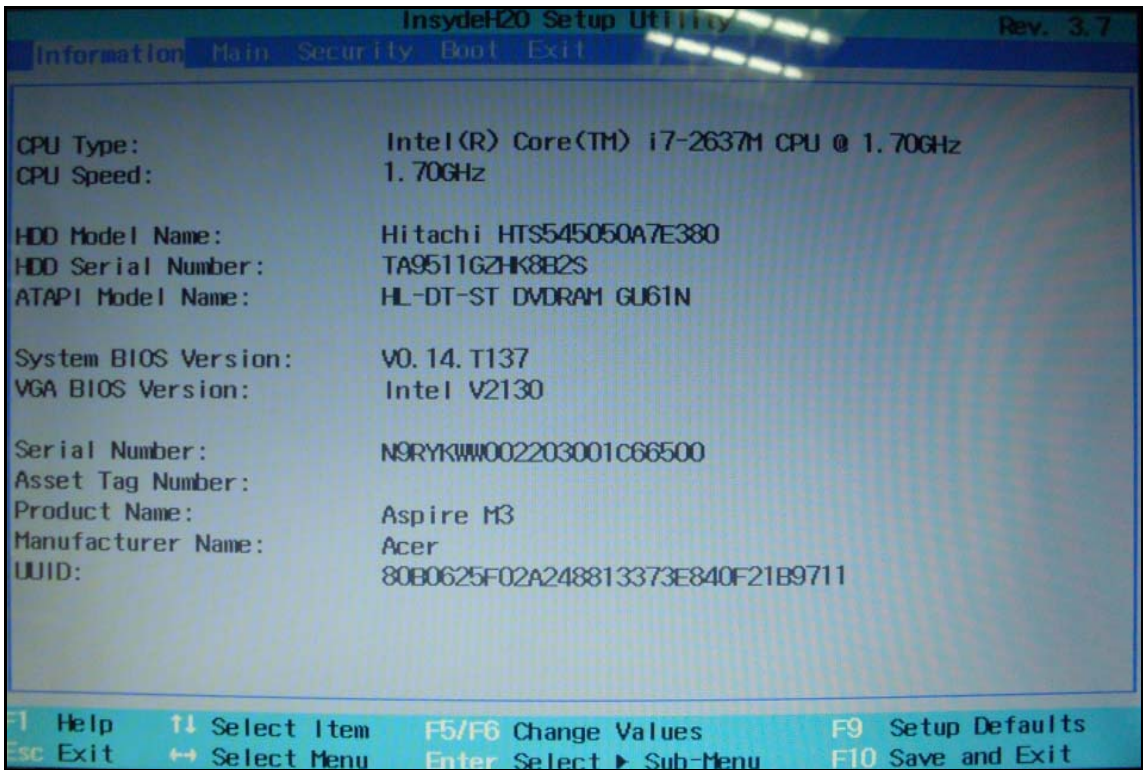 InsydeH2O Setup Utility Rev. 3.7
Information Main Security Boot Exit
CPU Type: Intel(R) Core(TM) i7-2637M CPU @ 1.70GHz
CPU Speed: 1.70GHz
HDD Model Name: Hitachi HTS545050A7E380
HDD Serial Number: TA9511GZHK8B2S
ATAPI Model Name: HL-DT-ST DVDRAM GU61N
System BIOS Version: V0.14.T137
VGA BIOS Version: Intel V2130
Serial Number: N9RYKWW002203001C66500
Asset Tag Number:
Product Name: Aspire M3
Manufacturer Name: Acer
UUID: 80B0625F02A248813373E840F21B9711
F1 Help ↑↓ Select Item F5/F6 Change Values F9 Setup Defaults
Esc Exit ↔ Select Menu Enter Select ▶ Sub-Menu F10 Save and Exit